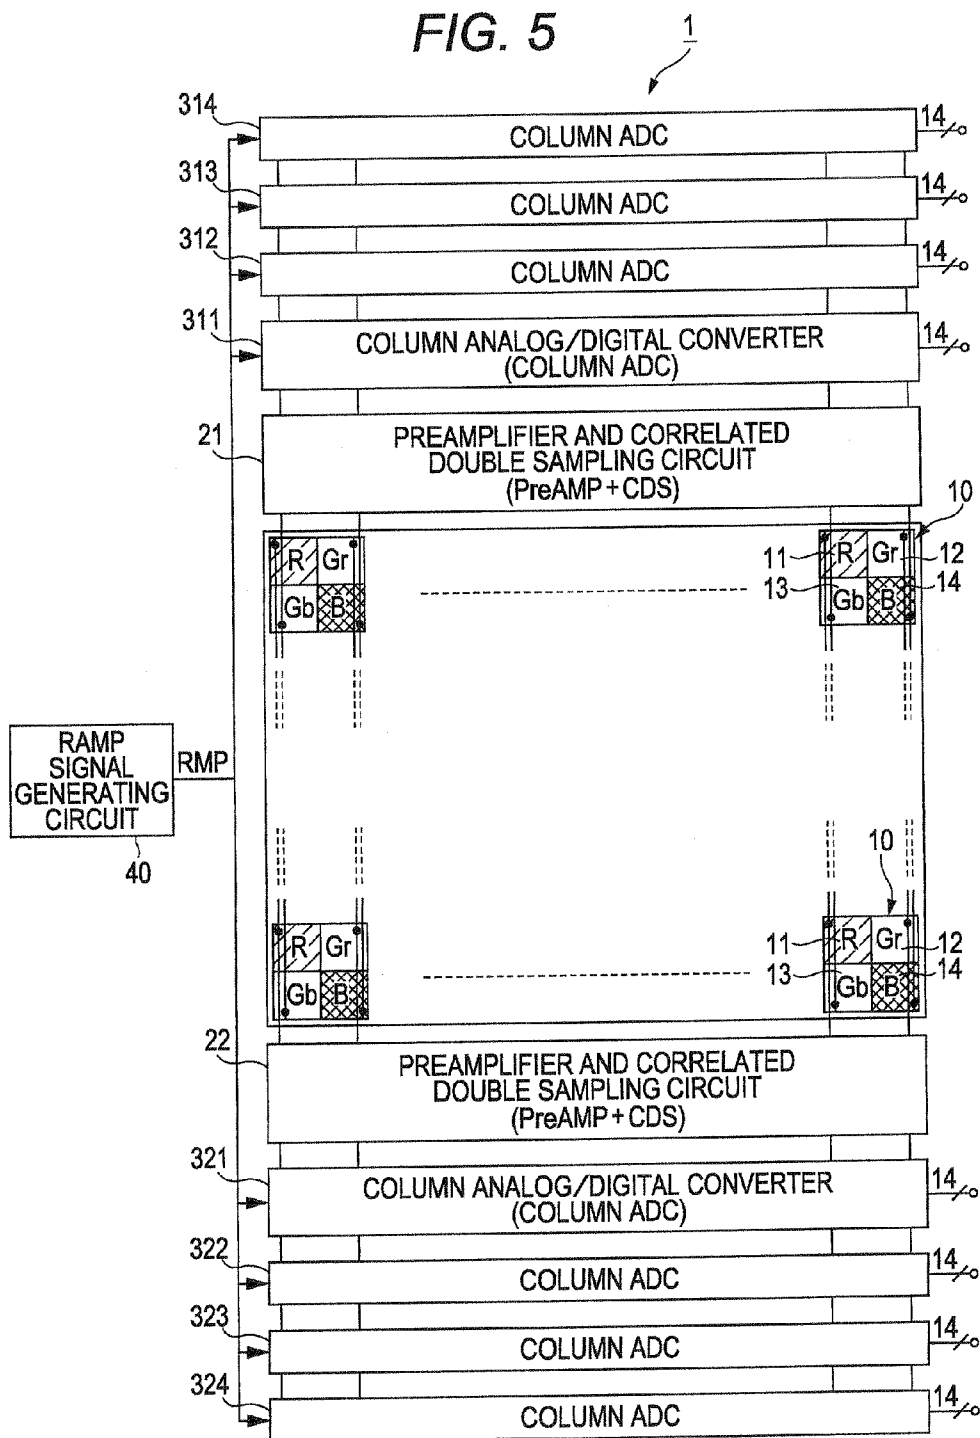 FIG. 5
1
314
COLUMN ADC
14
313
COLUMN ADC
14
312
COLUMN ADC
14
311
COLUMN ANALOG/DIGITAL CONVERTER
(COLUMN ADC)
14
21
PREAMPLIFIER AND CORRELATED
DOUBLE SAMPLING CIRCUIT
(PreAMP+CDS)
10
R Gr
11 R Gr 12
Gb B
13 Gb B 14
RAMP
SIGNAL
GENERATING
CIRCUIT
RMP
40
10
R Gr
11 R Gr 12
Gb B
13 Gb B 14
22
PREAMPLIFIER AND CORRELATED
DOUBLE SAMPLING CIRCUIT
(PreAMP+CDS)
321
COLUMN ANALOG/DIGITAL CONVERTER
(COLUMN ADC)
14
322
COLUMN ADC
14
323
COLUMN ADC
14
324
COLUMN ADC
14